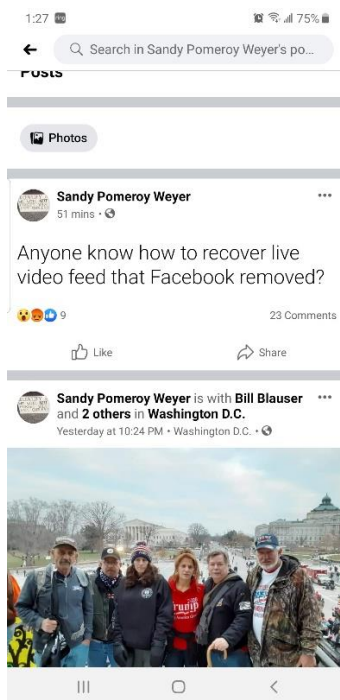 1:27 ring 75%
Search in Sandy Pomeroy Weyer's po...
Posts
Photos
Sandy Pomeroy Weyer
51 mins •
Anyone know how to recover live
video feed that Facebook removed?
9 23 Comments
Like Share
Sandy Pomeroy Weyer is with Bill Blauser
and 2 others in Washington D.C.
Yesterday at 10:24 PM • Washington D.C. •